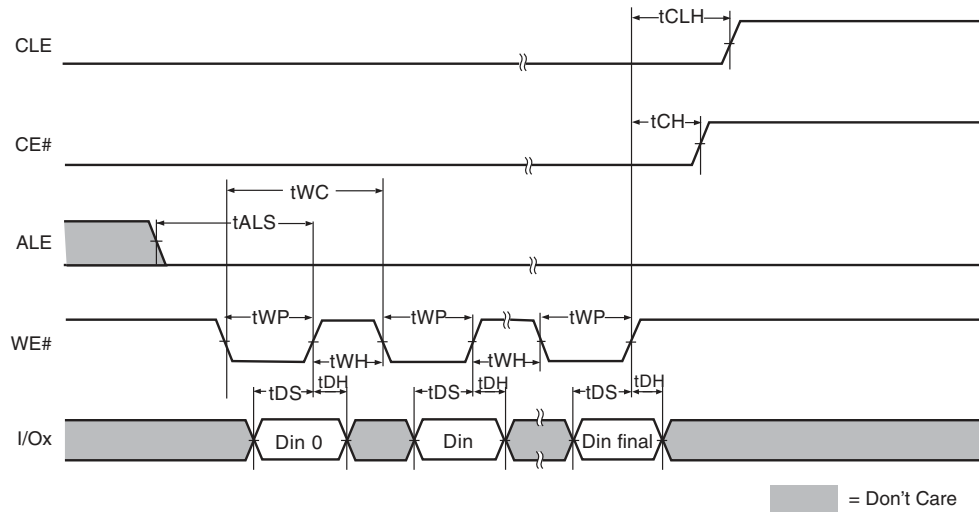 tCLH
CLE
tCH
CE#
tWC
tALS
ALE
tWP tWP tWP
WE#
tWH tWH
tDS tDH tDS tDH tDS tDH
I/Ox Din 0 Din Din final
= Don't Care